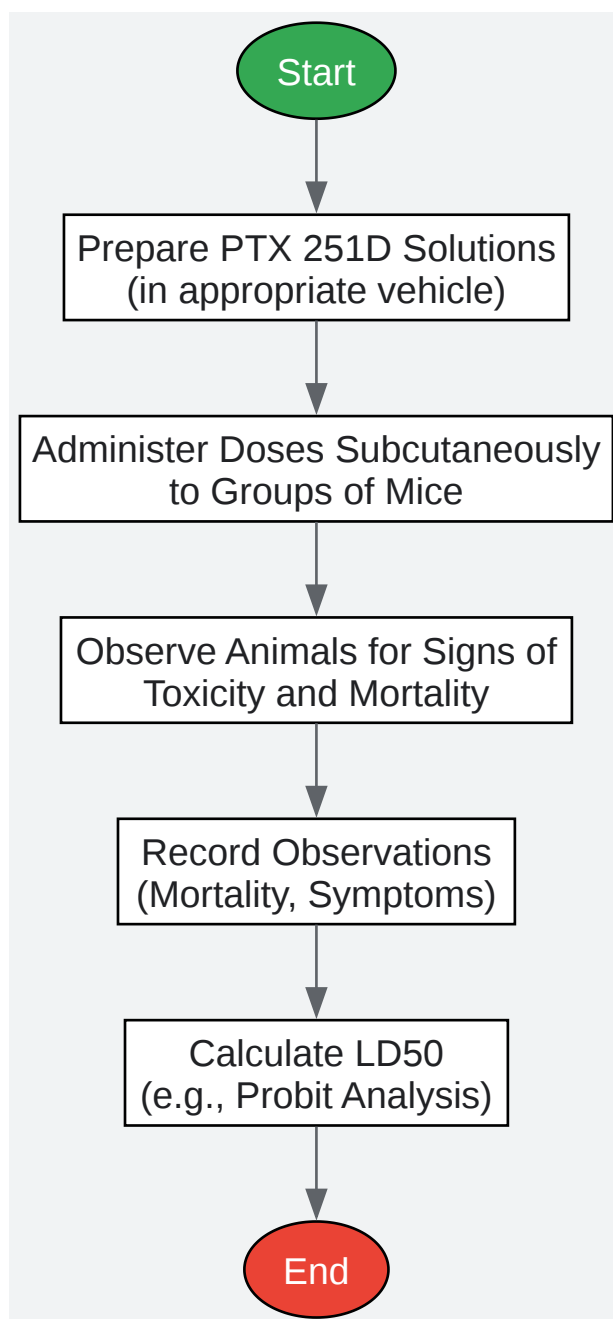 Start
Prepare PTX 251D Solutions
(in appropriate vehicle)
Administer Doses Subcutaneously
to Groups of Mice
Observe Animals for Signs of
Toxicity and Mortality
Record Observations
(Mortality, Symptoms)
Calculate LD50
(e.g., Probit Analysis)
End